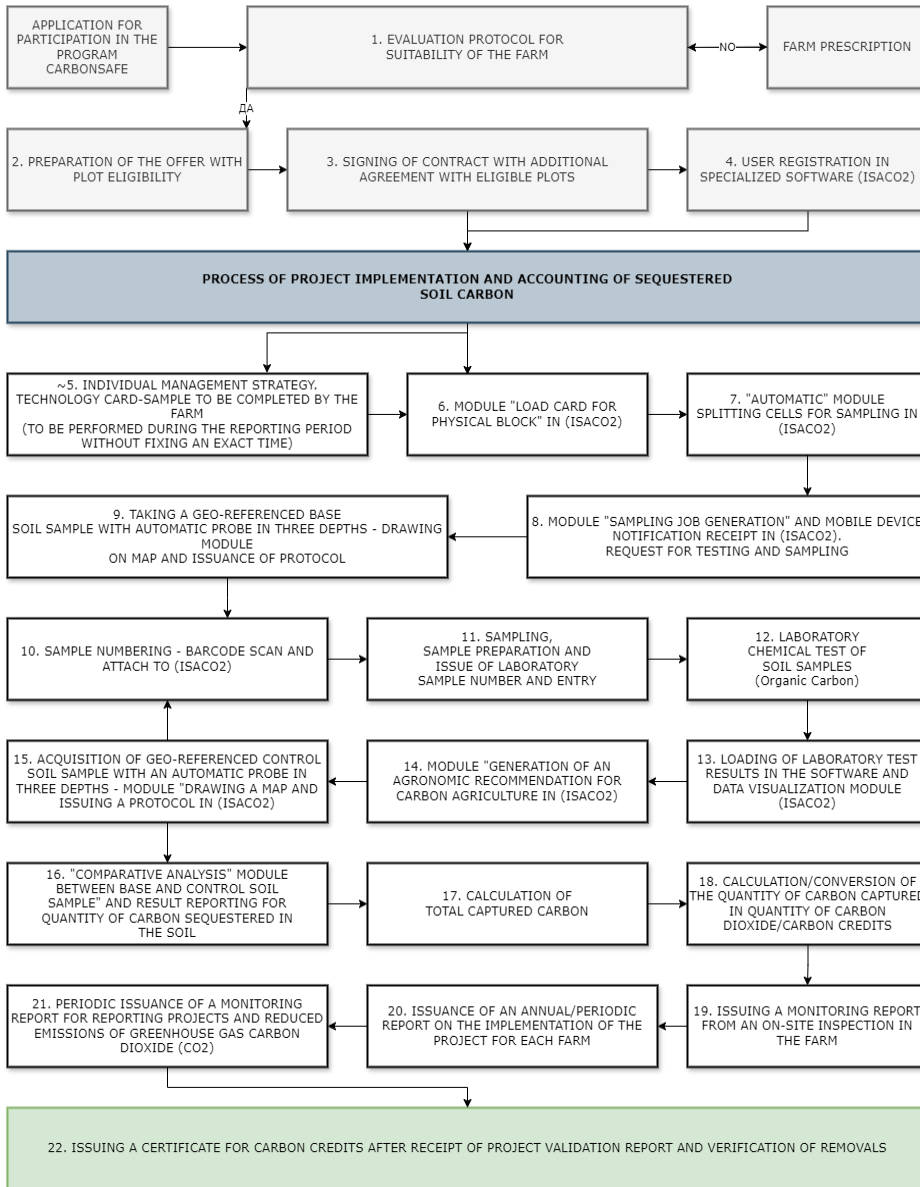 APPLICATION FOR
PARTICIPATION IN THE
PROGRAM
CARBONSAFE
1. EVALUATION PROTOCOL FOR
SUITABILITY OF THE FARM
NO
FARM PRESCRIPTION
ДА
2. PREPARATION OF THE OFFER WITH
PLOT ELIGIBILITY
3. SIGNING OF CONTRACT WITH ADDITIONAL
AGREEMENT WITH ELIGIBLE PLOTS
4. USER REGISTRATION IN
SPECIALIZED SOFTWARE (ISACO2)
PROCESS OF PROJECT IMPLEMENTATION AND ACCOUNTING OF SEQUESTERED
SOIL CARBON
~5. INDIVIDUAL MANAGEMENT STRATEGY.
TECHNOLOGY CARD-SAMPLE TO BE COMPLETED BY THE
FARM
(TO BE PERFORMED DURING THE REPORTING PERIOD
WITHOUT FIXING AN EXACT TIME)
6. MODULE "LOAD CARD FOR
PHYSICAL BLOCK" IN (ISACO2)
7. "AUTOMATIC" MODULE
SPLITTING CELLS FOR SAMPLING IN
(ISACO2)
9. TAKING A GEO-REFERENCED BASE
SOIL SAMPLE WITH AUTOMATIC PROBE IN THREE DEPTHS - DRAWING
MODULE
ON MAP AND ISSUANCE OF PROTOCOL
8. MODULE "SAMPLING JOB GENERATION" AND MOBILE DEVICE
NOTIFICATION RECEIPT IN (ISACO2).
REQUEST FOR TESTING AND SAMPLING
10. SAMPLE NUMBERING - BARCODE SCAN AND
ATTACH TO (ISACO2)
11. SAMPLING,
SAMPLE PREPARATION AND
ISSUE OF LABORATORY
SAMPLE NUMBER AND ENTRY
12. LABORATORY
CHEMICAL TEST OF
SOIL SAMPLES
(Organic Carbon)
15. ACQUISITION OF GEO-REFERENCED CONTROL
SOIL SAMPLE WITH AN AUTOMATIC PROBE IN
THREE DEPTHS - MODULE "DRAWING A MAP AND
ISSUING A PROTOCOL IN (ISACO2)
14. MODULE "GENERATION OF AN
AGRONOMIC RECOMMENDATION FOR
CARBON AGRICULTURE IN (ISACO2)
13. LOADING OF LABORATORY TEST
RESULTS IN THE SOFTWARE AND
DATA VISUALIZATION MODULE
(ISACO2)
16. "COMPARATIVE ANALYSIS" MODULE
BETWEEN BASE AND CONTROL SOIL
SAMPLE" AND RESULT REPORTING FOR
QUANTITY OF CARBON SEQUESTERED IN
THE SOIL
17. CALCULATION OF
TOTAL CAPTURED CARBON
18. CALCULATION/CONVERSION OF
THE QUANTITY OF CARBON CAPTURED
IN QUANTITY OF CARBON
DIOXIDE/CARBON CREDITS
21. PERIODIC ISSUANCE OF A MONITORING
REPORT FOR REPORTING PROJECTS AND REDUCED
EMISSIONS OF GREENHOUSE GAS CARBON
DIOXIDE (CO2)
20. ISSUANCE OF AN ANNUAL/PERIODIC
REPORT ON THE IMPLEMENTATION OF THE
PROJECT FOR EACH FARM
19. ISSUING A MONITORING REPORT
FROM AN ON-SITE INSPECTION IN
THE FARM
22. ISSUING A CERTIFICATE FOR CARBON CREDITS AFTER RECEIPT OF PROJECT VALIDATION REPORT AND VERIFICATION OF REMOVALS